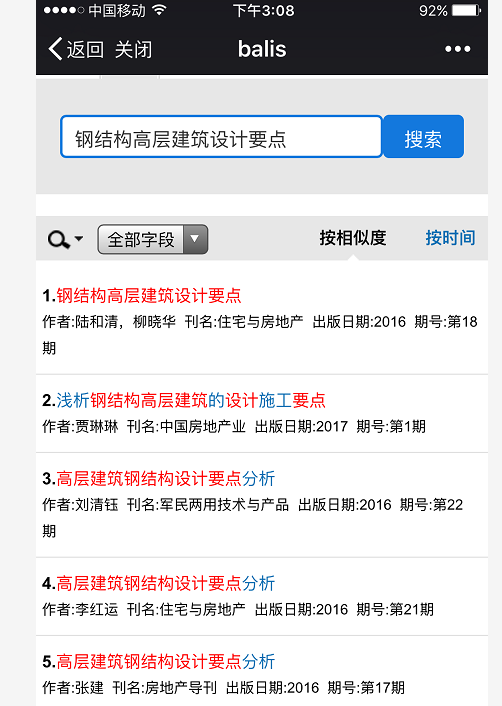 中国移动 下午3:08 92%
返回 关闭 balis
钢结构高层建筑设计要点 搜索
全部字段 按相似度 按时间
1.钢结构高层建筑设计要点
作者:陆和清，柳晓华 刊名:住宅与房地产 出版日期:2016 期号:第18
期
2.浅析钢结构高层建筑的设计施工要点
作者:贾琳琳 刊名:中国房地产业 出版日期:2017 期号:第1期
3.高层建筑钢结构设计要点分析
作者:刘清钰 刊名:军民两用技术与产品 出版日期:2016 期号:第22
期
4.高层建筑钢结构设计要点分析
作者:李红运 刊名:住宅与房地产 出版日期:2016 期号:第21期
5.高层建筑钢结构设计要点分析
作者:张建 刊名:房地产导刊 出版日期:2016 期号:第17期